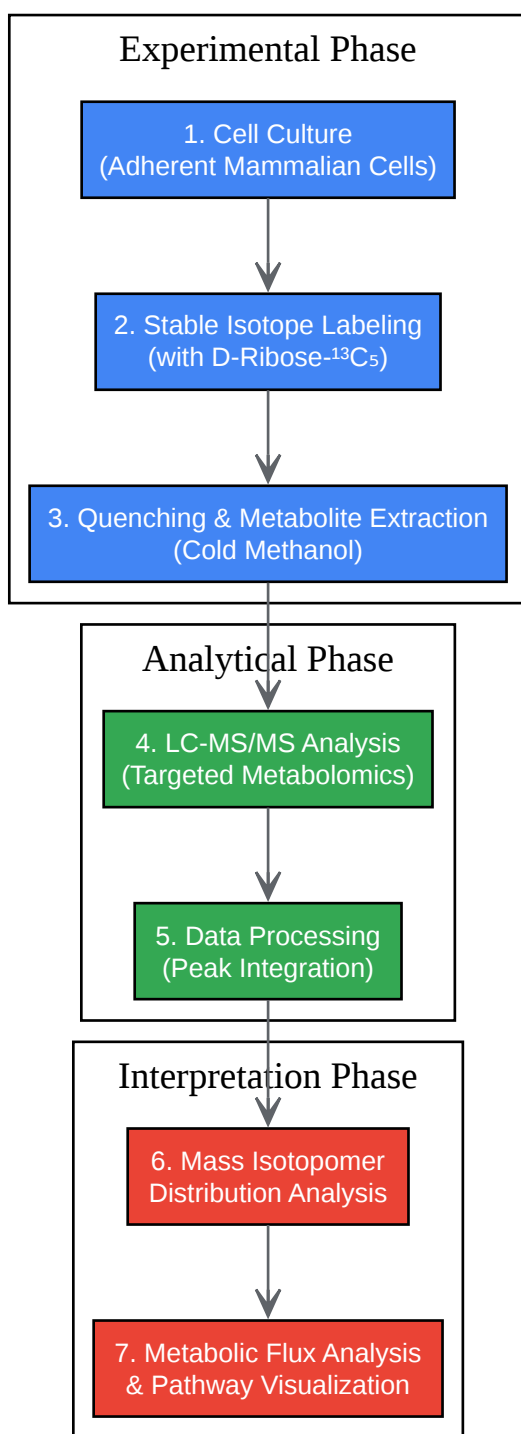 Experimental Phase
1. Cell Culture
(Adherent Mammalian Cells)
2. Stable Isotope Labeling
(with D-Ribose-¹³C₅)
3. Quenching & Metabolite Extraction
(Cold Methanol)
Analytical Phase
4. LC-MS/MS Analysis
(Targeted Metabolomics)
5. Data Processing
(Peak Integration)
Interpretation Phase
6. Mass Isotopomer
Distribution Analysis
7. Metabolic Flux Analysis
& Pathway Visualization